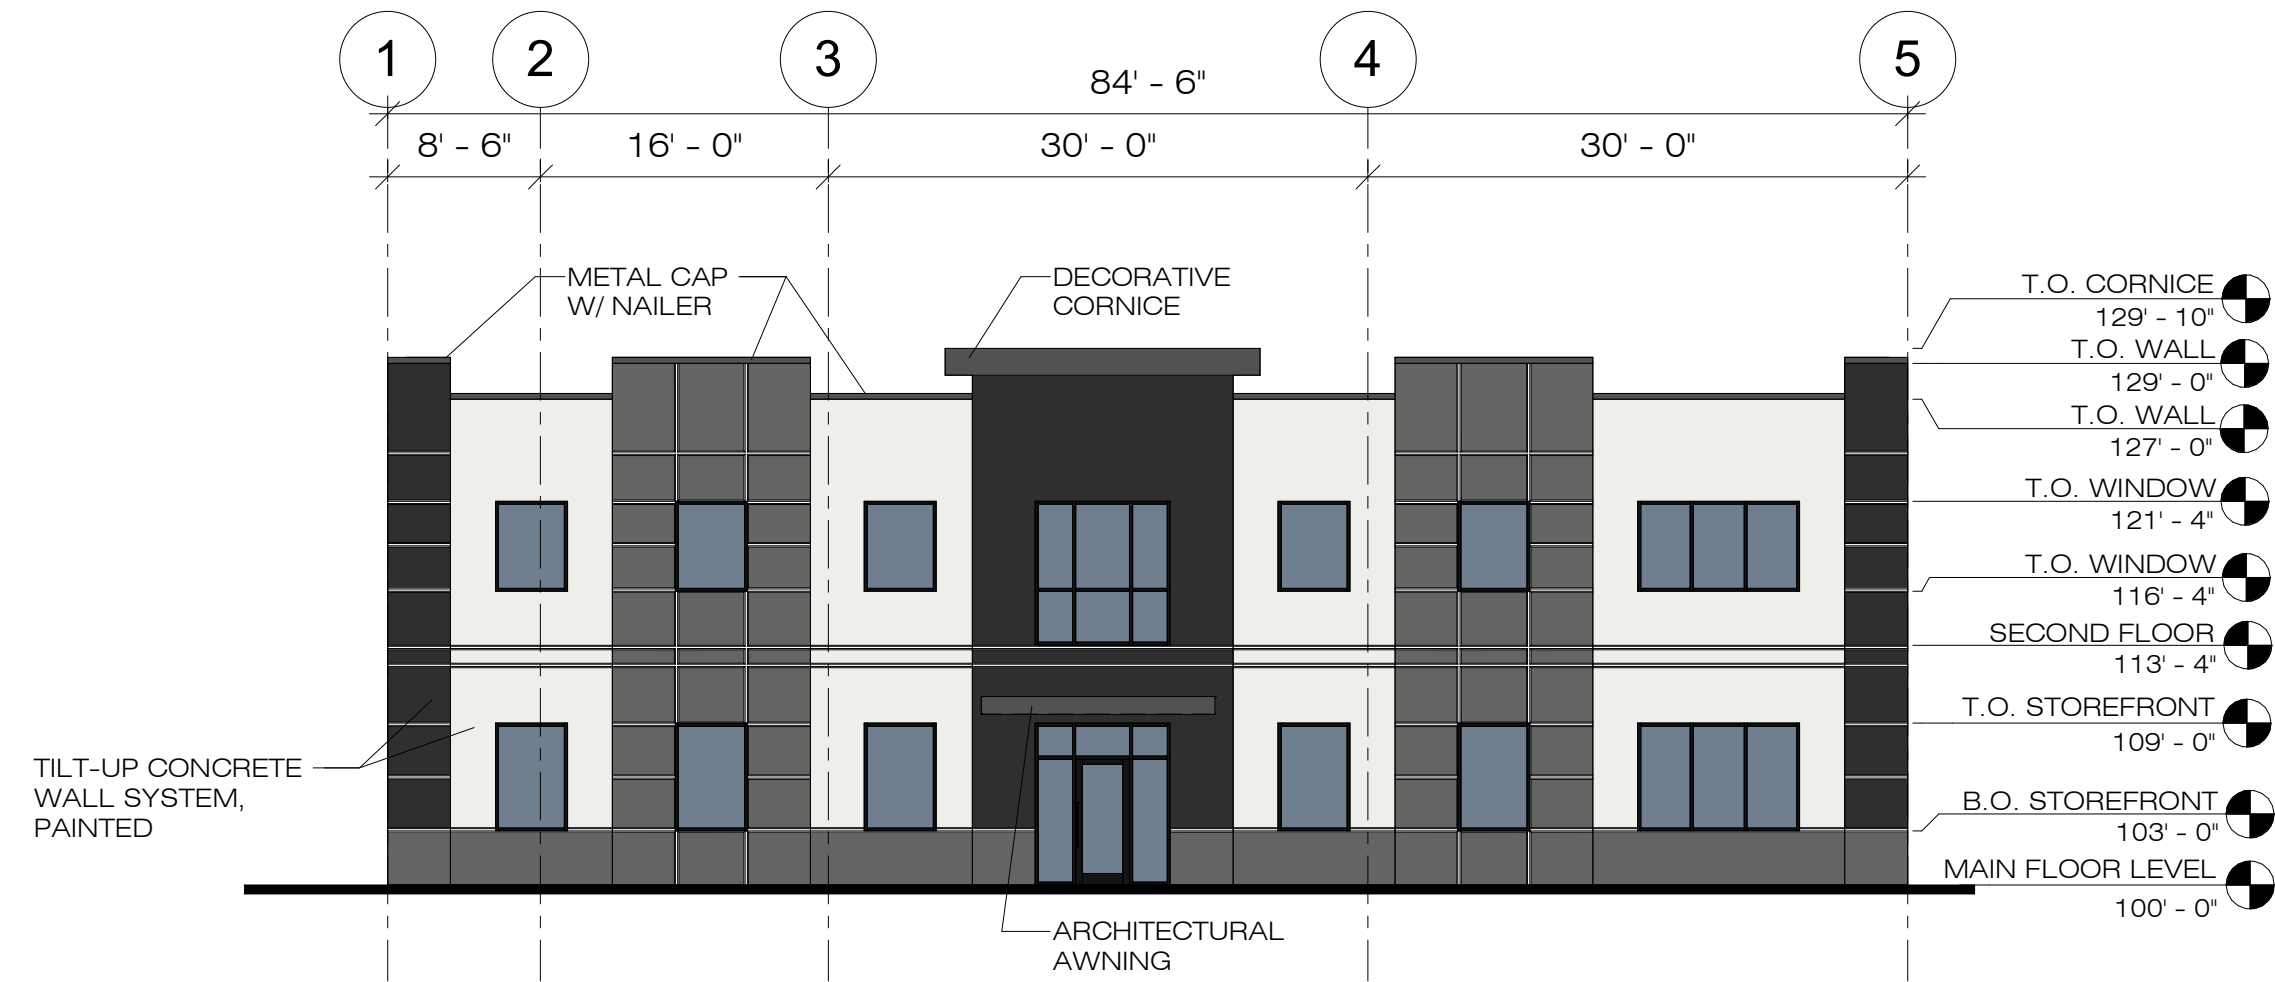 1 2 3 4 5
84' - 6"
8' - 6" 16' - 0" 30' - 0" 30' - 0"
METAL CAP
W/ NAILER
DECORATIVE
CORNICE
T.O. CORNICE
129' - 10"
T.O. WALL
129' - 0"
T.O. WALL
127' - 0"
T.O. WINDOW
121' - 4"
T.O. WINDOW
116' - 4"
SECOND FLOOR
113' - 4"
T.O. STOREFRONT
109' - 0"
TILT-UP CONCRETE
WALL SYSTEM,
PAINTED
B.O. STOREFRONT
103' - 0"
MAIN FLOOR LEVEL
100' - 0"
ARCHITECTURAL
AWNING